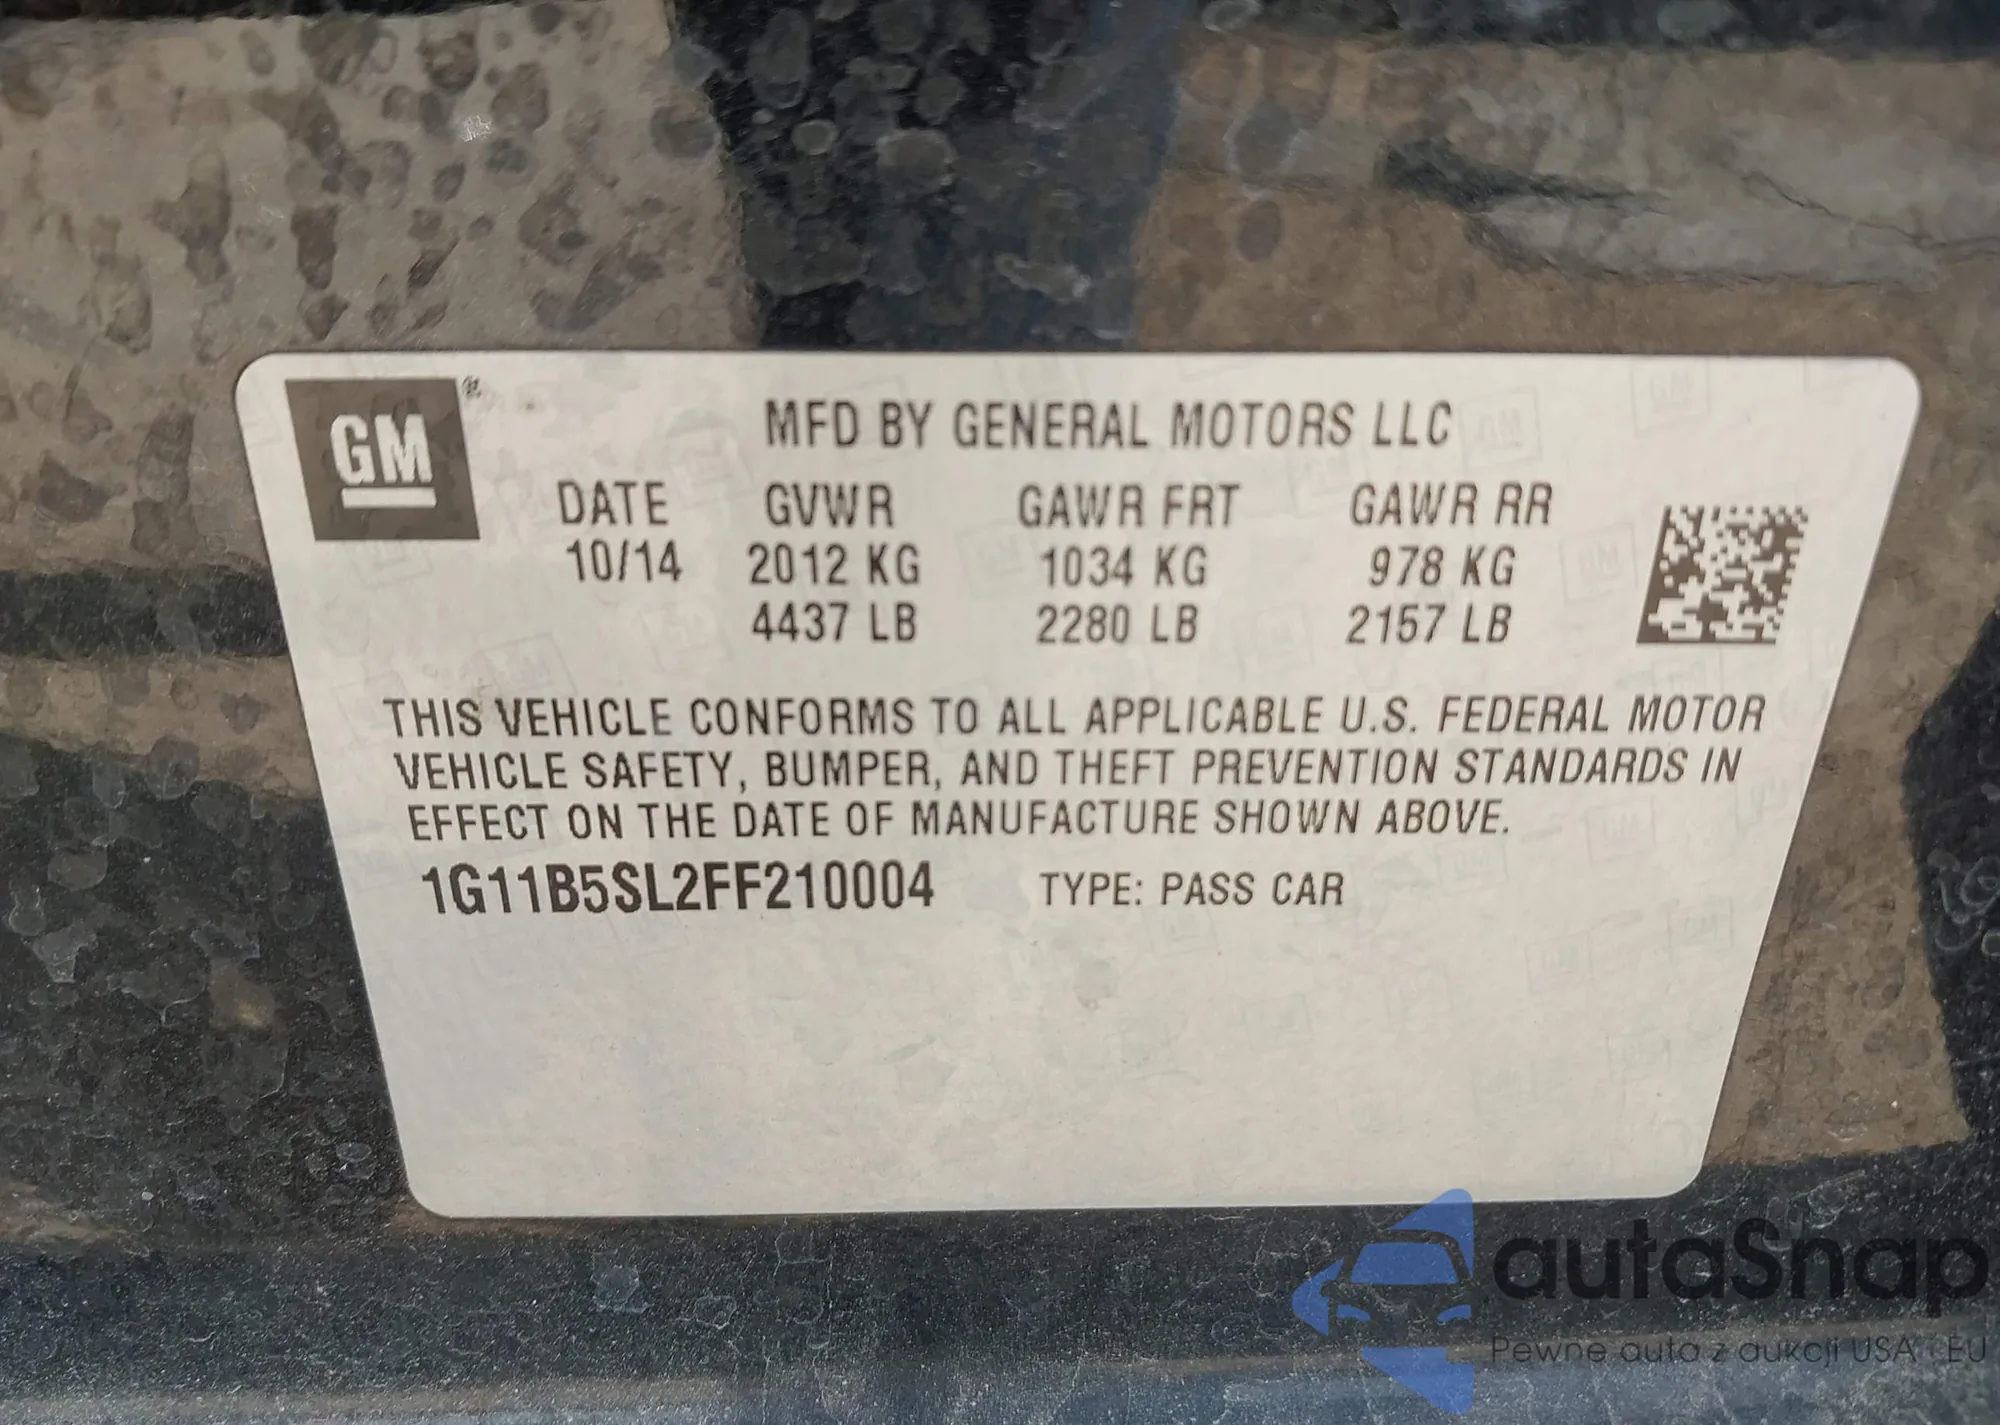 GM®
MFD BY GENERAL MOTORS LLC
DATE GVWR GAWR FRT GAWR RR
10/14 2012 KG 1034 KG 978 KG
4437 LB 2280 LB 2157 LB
THIS VEHICLE CONFORMS TO ALL APPLICABLE U.S. FEDERAL MOTOR
VEHICLE SAFETY, BUMPER, AND THEFT PREVENTION STANDARDS IN
EFFECT ON THE DATE OF MANUFACTURE SHOWN ABOVE.
1G11B5SL2FF210004 TYPE: PASS CAR
autaSnap
Pewne auto z aukcji USA i EU